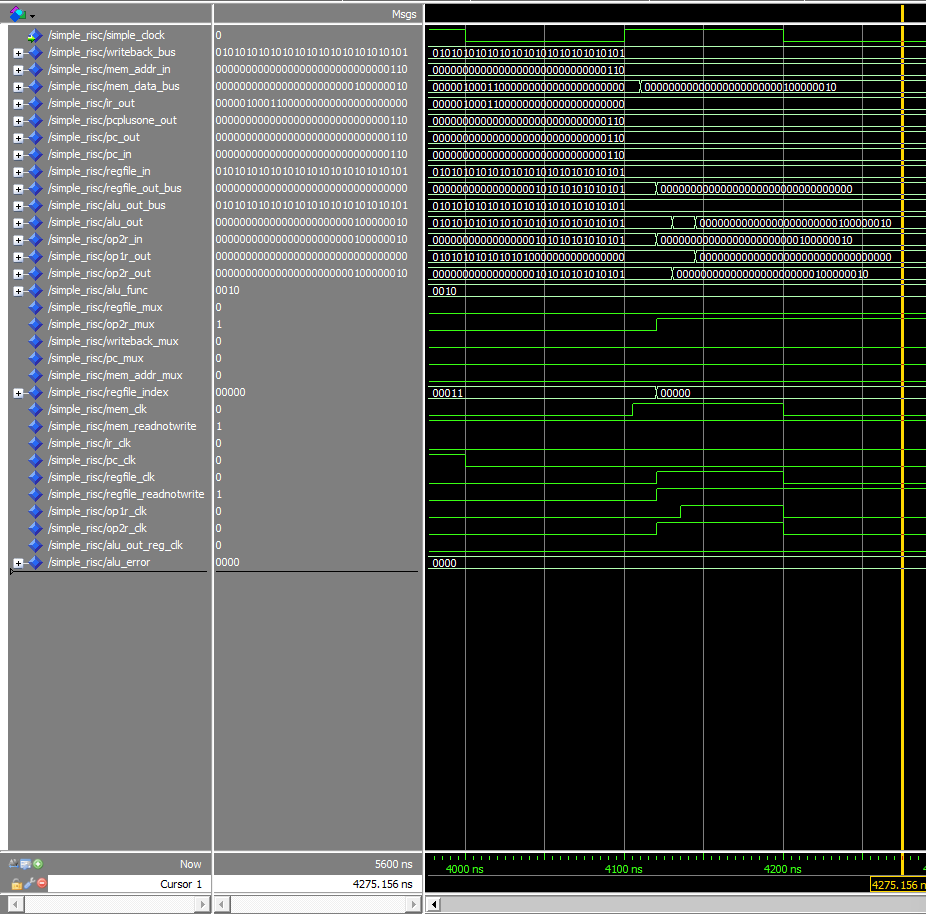 Msgs
/simple_risc/simple_clock 0
/simple_risc/writeback_bus 01010101010101010101010101010101 01010101010101010101010101010101
/simple_risc/mem_addr_in 00000000000000000000000000000110 00000000000000000000000000000110
/simple_risc/mem_data_bus 00000000000000000000000100000010 00000100011000000000000000000000 00000000000000000000000100000010
/simple_risc/ir_out 00000100011000000000000000000000 00000100011000000000000000000000
/simple_risc/pcplusone_out 00000000000000000000000000000110 00000000000000000000000000000110
/simple_risc/pc_out 00000000000000000000000000000110 00000000000000000000000000000110
/simple_risc/pc_in 00000000000000000000000000000110 00000000000000000000000000000110
/simple_risc/regfile_in 01010101010101010101010101010101 01010101010101010101010101010101
/simple_risc/regfile_out_bus 00000000000000000000000000000000 00000000000000000101010101010101 00000000000000000000000000000000
/simple_risc/alu_out_bus 01010101010101010101010101010101 01010101010101010101010101010101
/simple_risc/alu_out 00000000000000000000000100000010 01010101010101010101010101010101 00000000000000000000000100000010
/simple_risc/op2r_in 00000000000000000000000100000010 00000000000000000101010101010101 00000000000000000000000100000010
/simple_risc/op1r_out 00000000000000000000000000000000 01010101010101010000000000000000 00000000000000000000000000000000
/simple_risc/op2r_out 00000000000000000000000100000010 00000000000000000101010101010101 00000000000000000000000100000010
/simple_risc/alu_func 0010 0010
/simple_risc/regfile_mux 0
/simple_risc/op2r_mux 1
/simple_risc/writeback_mux 0
/simple_risc/pc_mux 0
/simple_risc/mem_addr_mux 0
/simple_risc/regfile_index 00000 00011 00000
/simple_risc/mem_clk 0
/simple_risc/mem_readnotwrite 1
/simple_risc/ir_clk 0
/simple_risc/pc_clk 0
/simple_risc/regfile_clk 0
/simple_risc/regfile_readnotwrite 1
/simple_risc/op1r_clk 0
/simple_risc/op2r_clk 0
/simple_risc/alu_out_reg_clk 0
/simple_risc/alu_error 0000 0000
Now 5600 ns 4000 ns 4100 ns 4200 ns
Cursor 1 4275.156 ns 4275.156 n